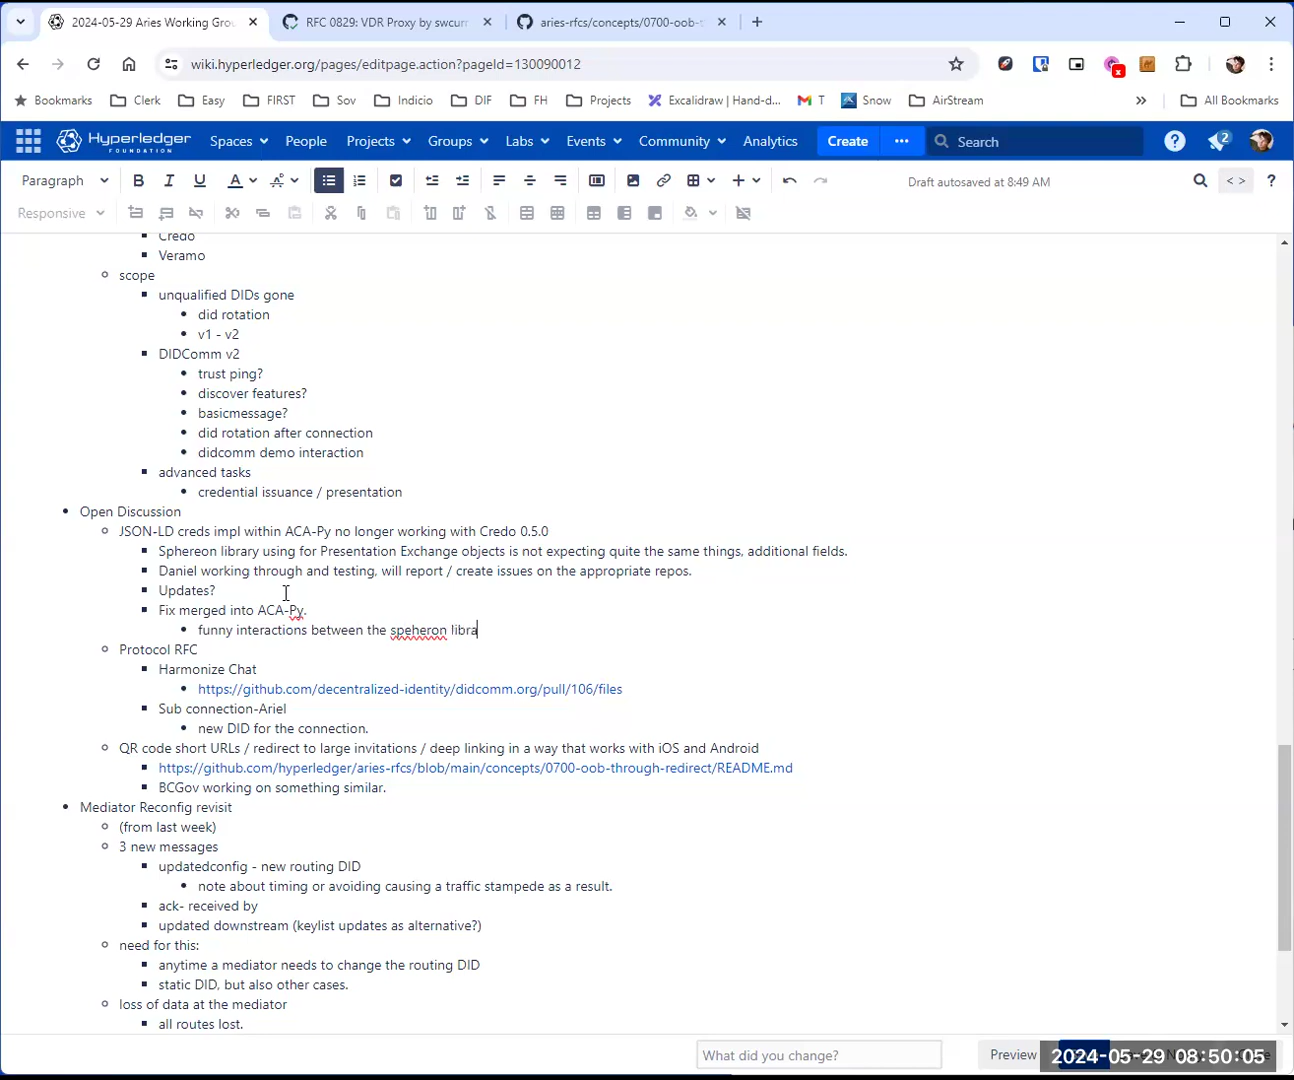 2024-05-29 Aries Working Grou
RFC 0829: VDR Proxy by swcurr
aries-rfcs/concepts/0700-oob-t
wiki.hyperledger.org/pages/editpage.action?pageId=130090012
Bookmarks Clerk Easy FIRST Sov Indicio DIF FH Projects Excalidraw | Hand-d... T Snow AirStream » All Bookmarks
HYPERLEDGER FOUNDATION Spaces People Projects Groups Labs Events Community Analytics Create ••• Search ? 2
Paragraph B I U A Draft autosaved at 8:49 AM < > ?
Responsive
Credo
Veramo
scope
unqualified DIDs gone
did rotation
v1 - v2
DIDComm v2
trust ping?
discover features?
basicmessage?
did rotation after connection
didcomm demo interaction
advanced tasks
credential issuance / presentation
Open Discussion
JSON-LD creds impl within ACA-Py no longer working with Credo 0.5.0
Sphereon library using for Presentation Exchange objects is not expecting quite the same things, additional fields.
Daniel working through and testing, will report / create issues on the appropriate repos.
Updates?
Fix merged into ACA-Py.
funny interactions between the speheron libra
Protocol RFC
Harmonize Chat
https://github.com/decentralized-identity/didcomm.org/pull/106/files
Sub connection-Ariel
new DID for the connection.
QR code short URLs / redirect to large invitations / deep linking in a way that works with iOS and Android
https://github.com/hyperledger/aries-rfcs/blob/main/concepts/0700-oob-through-redirect/README.md
BCGov working on something similar.
Mediator Reconfig revisit
(from last week)
3 new messages
updatedconfig - new routing DID
note about timing or avoiding causing a traffic stampede as a result.
ack- received by
updated downstream (keylist updates as alternative?)
need for this:
anytime a mediator needs to change the routing DID
static DID, but also other cases.
loss of data at the mediator
all routes lost.
What did you change? Preview
2024-05-29 08:50:05